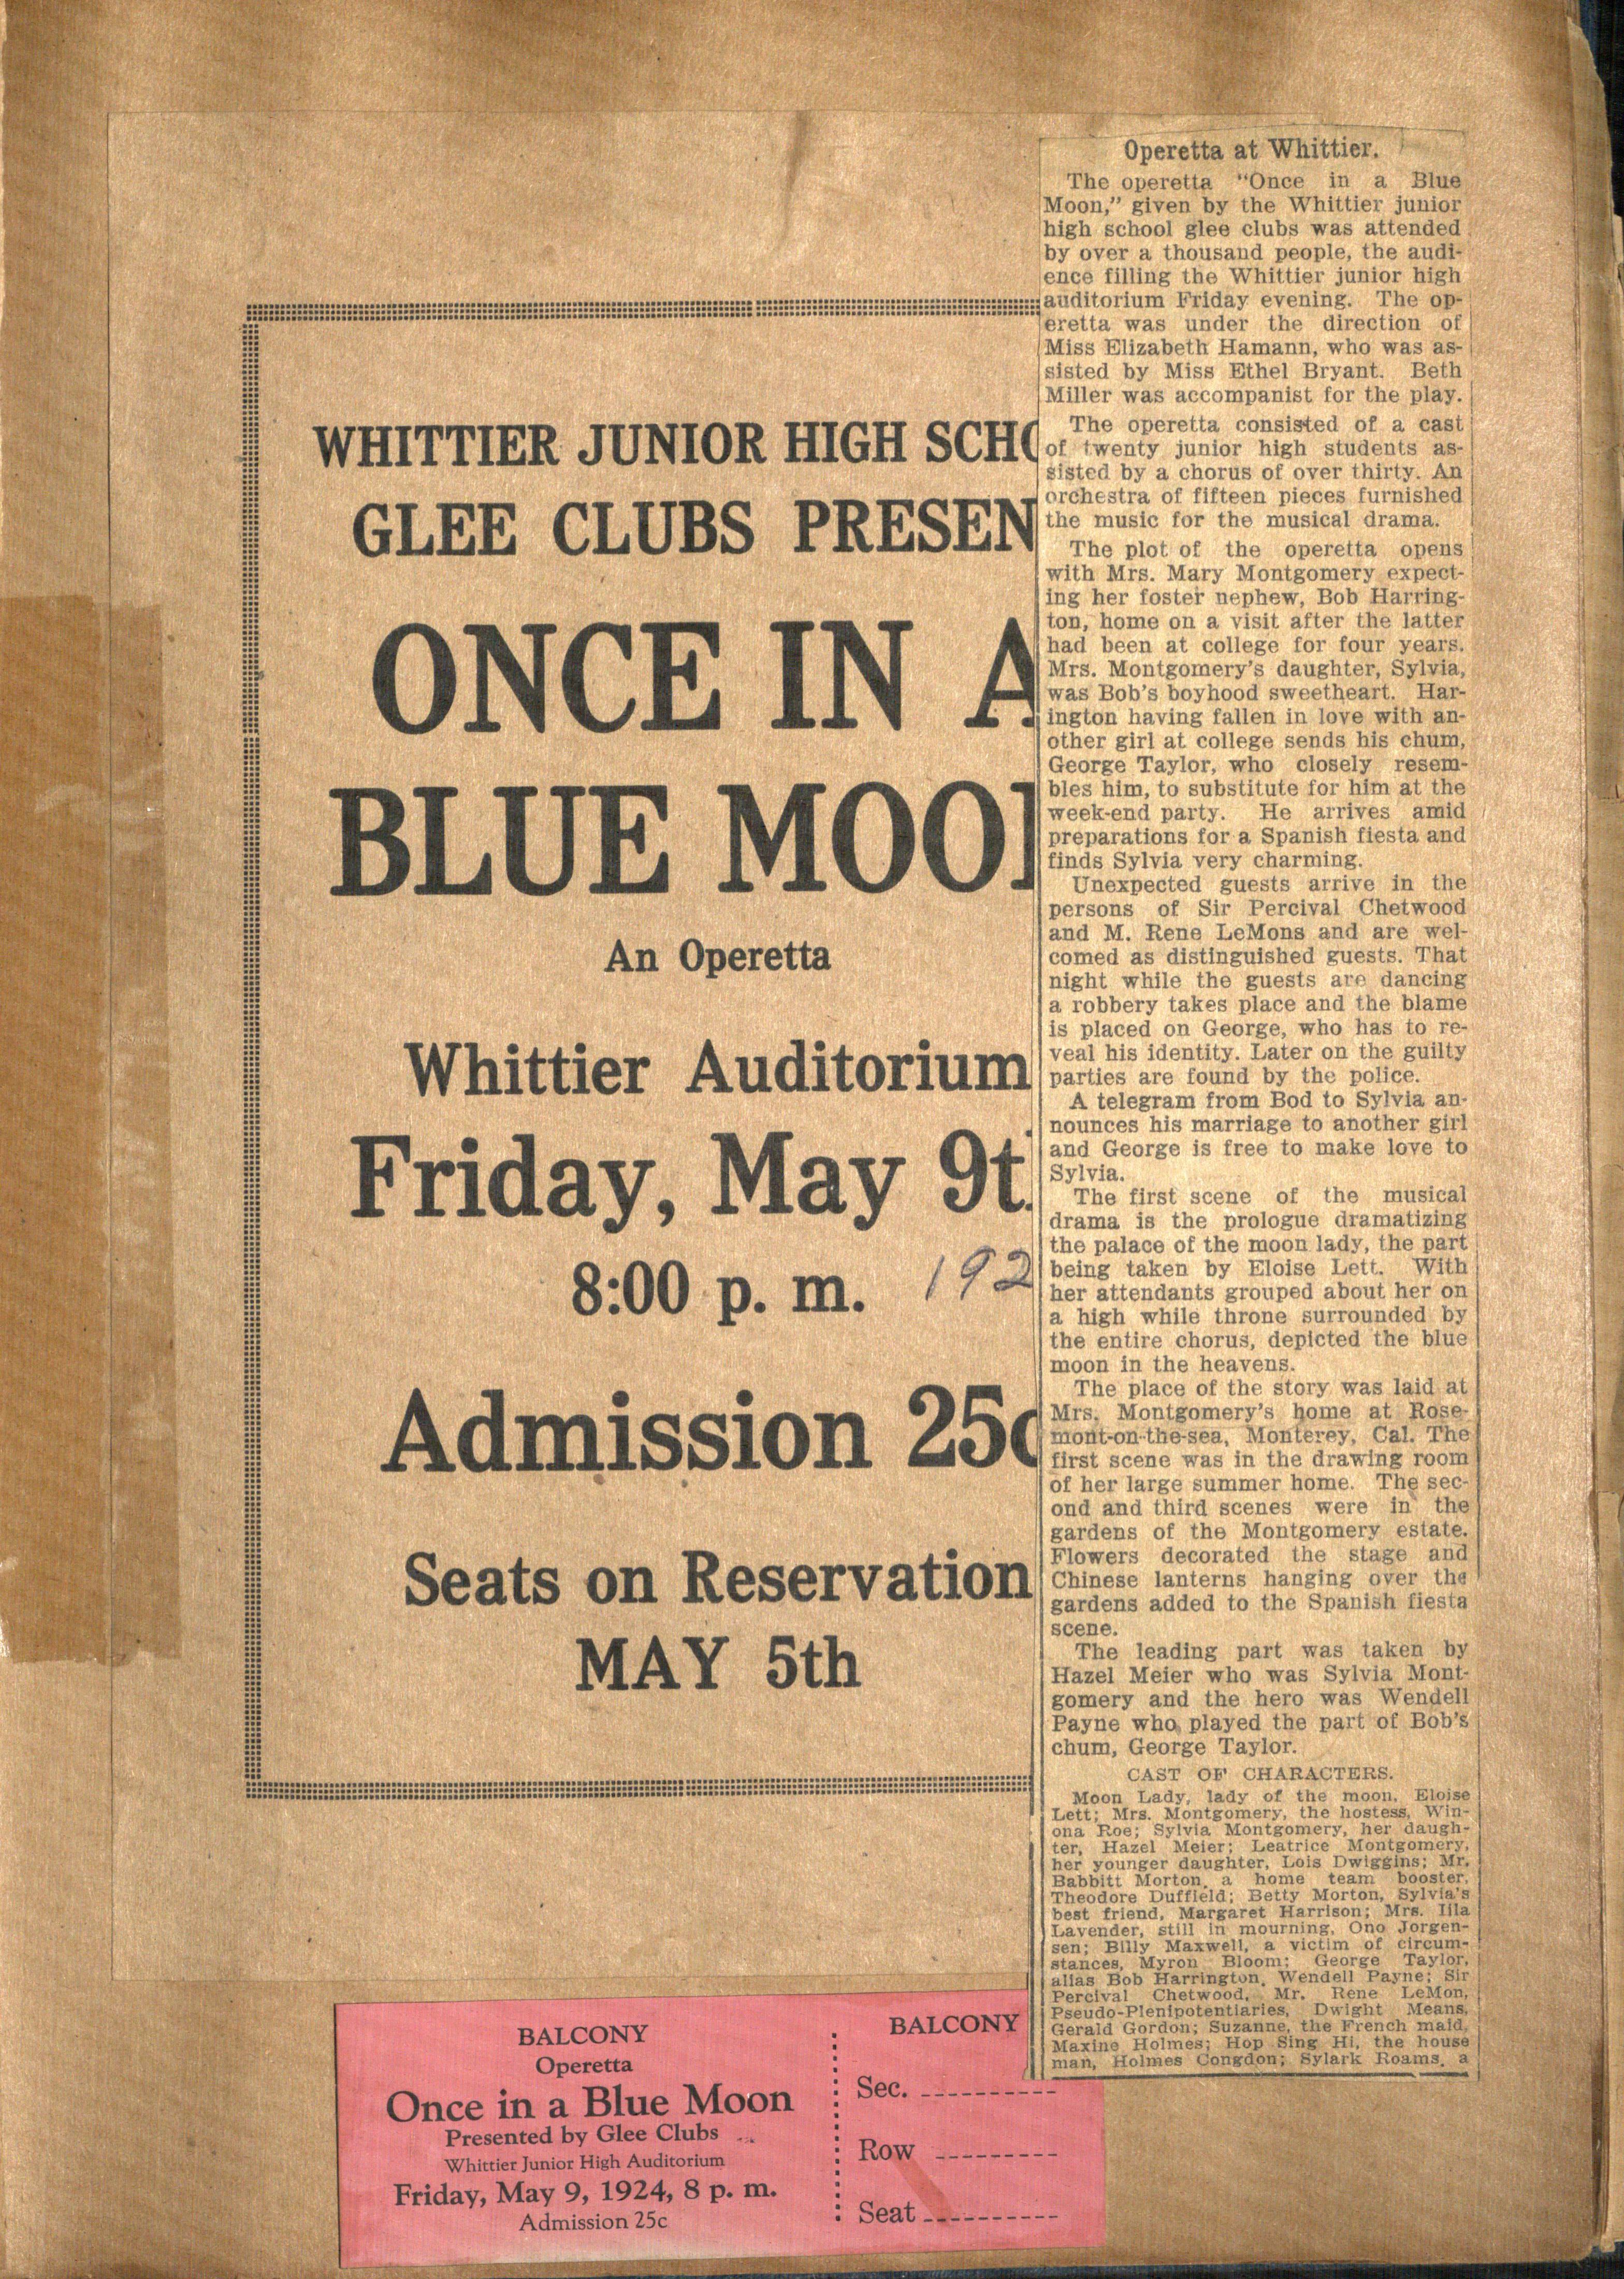 WHITTIER JUNIOR HIGH SCHO
GLEE CLUBS PRESEN
ONCE IN A
BLUE MOO
An Operetta
Whittier Auditorium
Friday, May 9t
8:00 p. m. 192
Admission 25c
Seats on Reservation
MAY 5th
Operetta at Whittier.
The operetta "Once in a Blue
Moon," given by the Whittier junior
high school glee clubs was attended
by over a thousand people, the audi-
ence filling the Whittier junior high
auditorium Friday evening. The op-
eretta was under the direction of
Miss Elizabeth Hamann, who was as-
sisted by Miss Ethel Bryant. Beth
Miller was accompanist for the play.
The operetta consisted of a cast
of twenty junior high students as-
sisted by a chorus of over thirty. An
orchestra of fifteen pieces furnished
the music for the musical drama.
The plot of the operetta opens
with Mrs. Mary Montgomery expect-
ing her foster nephew, Bob Harring-
ton, home on a visit after the latter
had been at college for four years.
Mrs. Montgomery's daughter, Sylvia,
was Bob's boyhood sweetheart. Har-
ington having fallen in love with an-
other girl at college sends his chum,
George Taylor, who closely resem-
bles him, to substitute for him at the
week-end party. He arrives amid
preparations for a Spanish fiesta and
finds Sylvia very charming.
Unexpected guests arrive in the
persons of Sir Percival Chetwood
and M. Rene LeMons and are wel-
comed as distinguished guests. That
night while the guests are dancing
a robbery takes place and the blame
is placed on George, who has to re-
veal his identity. Later on the guilty
parties are found by the police.
A telegram from Bod to Sylvia an-
nounces his marriage to another girl
and George is free to make love to
Sylvia.
The first scene of the musical
drama is the prologue dramatizing
the palace of the moon lady, the part
being taken by Eloise Lett. With
her attendants grouped about her on
a high while throne surrounded by
the entire chorus, depicted the blue
moon in the heavens.
The place of the story was laid at
Mrs. Montgomery's home at Rose-
mont-on-the-sea, Monterey, Cal. The
first scene was in the drawing room
of her large summer home. The sec-
ond and third scenes were in the
gardens of the Montgomery estate.
Flowers decorated the stage and
Chinese lanterns hanging over the
gardens added to the Spanish fiesta
scene.
The leading part was taken by
Hazel Meier who was Sylvia Mont-
gomery and the hero was Wendell
Payne who played the part of Bob's
chum, George Taylor.
CAST OF CHARACTERS.
Moon Lady, lady of the moon, Eloise
Lett; Mrs. Montgomery, the hostess, Win-
ona Roe; Sylvia Montgomery, her daugh-
ter, Hazel Meier; Leatrice Montgomery,
her younger daughter, Lois Dwiggins; Mr.
Babbitt Morton, a home team booster,
Theodore Duffield; Betty Morton, Sylvia's
best friend, Margaret Harrison; Mrs. Iila
Lavender, still in mourning, Ono Jorgen-
sen; Billy Maxwell, a victim of circum-
stances, Myron Bloom; George Taylor,
alias Bob Harrington, Wendell Payne; Sir
Percival Chetwood, Mr. Rene LeMon,
Pseudo-Plenipotentiaries, Dwight Means,
Gerald Gordon; Suzanne, the French maid,
Maxine Holmes; Hop Sing Hi, the house
man, Holmes Congdon; Sylark Roams, a
BALCONY
Operetta
Once in a Blue Moon
Presented by Glee Clubs
Whittier Junior High Auditorium
Friday, May 9, 1924, 8 p. m.
Admission 25c
BALCONY
Sec. ----------
Row ---------
Seat ----------